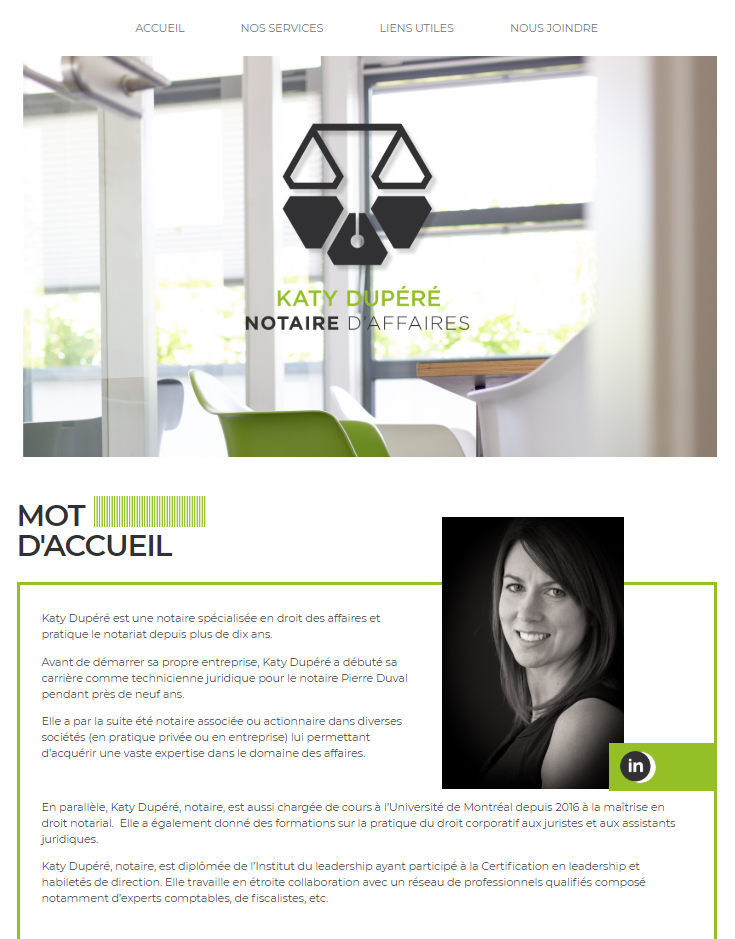 ACCUEIL NOS SERVICES LIENS UTILES NOUS JOINDRE
KATY DUPÉRÉ
NOTAIRE D'AFFAIRES
MOT
D'ACCUEIL
Katy Dupéré est une notaire spécialisée en droit des affaires et
pratique le notariat depuis plus de dix ans.
Avant de démarrer sa propre entreprise, Katy Dupéré a débuté sa
carrière comme technicienne juridique pour le notaire Pierre Duval
pendant près de neuf ans.
Elle a par la suite été notaire associée ou actionnaire dans diverses
sociétés (en pratique privée ou en entreprise) lui permettant
d'acquérir une vaste expertise dans le domaine des affaires.
in
En parallèle, Katy Dupéré, notaire, est aussi chargée de cours à l'Université de Montréal depuis 2016 à la maîtrise en
droit notarial. Elle a également donné des formations sur la pratique du droit corporatif aux juristes et aux assistants
juridiques.
Katy Dupéré, notaire, est diplômée de l'Institut du leadership ayant participé à la Certification en leadership et
habiletés de direction. Elle travaille en étroite collaboration avec un réseau de professionnels qualifiés composé
notamment d'experts comptables, de fiscalistes, etc.